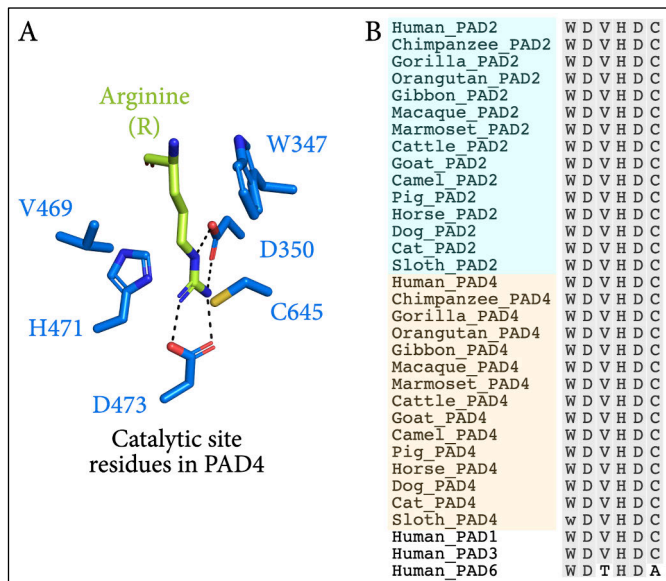 A
Arginine
(R)
W347
V469
D350
H471
C645
D473
Catalytic site
residues in PAD4
B
Human_PAD2 W D V H D C
Chimpanzee_PAD2 W D V H D C
Gorilla_PAD2 W D V H D C
Orangutan_PAD2 W D V H D C
Gibbon_PAD2 W D V H D C
Macaque_PAD2 W D V H D C
Marmoset_PAD2 W D V H D C
Cattle_PAD2 W D V H D C
Goat_PAD2 W D V H D C
Camel_PAD2 W D V H D C
Pig_PAD2 W D V H D C
Horse_PAD2 W D V H D C
Dog_PAD2 W D V H D C
Cat_PAD2 W D V H D C
Sloth_PAD2 W D V H D C
Human_PAD4 W D V H D C
Chimpanzee_PAD4 W D V H D C
Gorilla_PAD4 W D V H D C
Orangutan_PAD4 W D V H D C
Gibbon_PAD4 W D V H D C
Macaque_PAD4 W D V H D C
Marmoset_PAD4 W D V H D C
Cattle_PAD4 W D V H D C
Goat_PAD4 W D V H D C
Camel_PAD4 W D V H D C
Pig_PAD4 W D V H D C
Horse_PAD4 W D V H D C
Dog_PAD4 W D V H D C
Cat_PAD4 W D V H D C
Sloth_PAD4 w D V H D C
Human_PAD1 W D V H D C
Human_PAD3 W D V H D C
Human_PAD6 W D T H D A